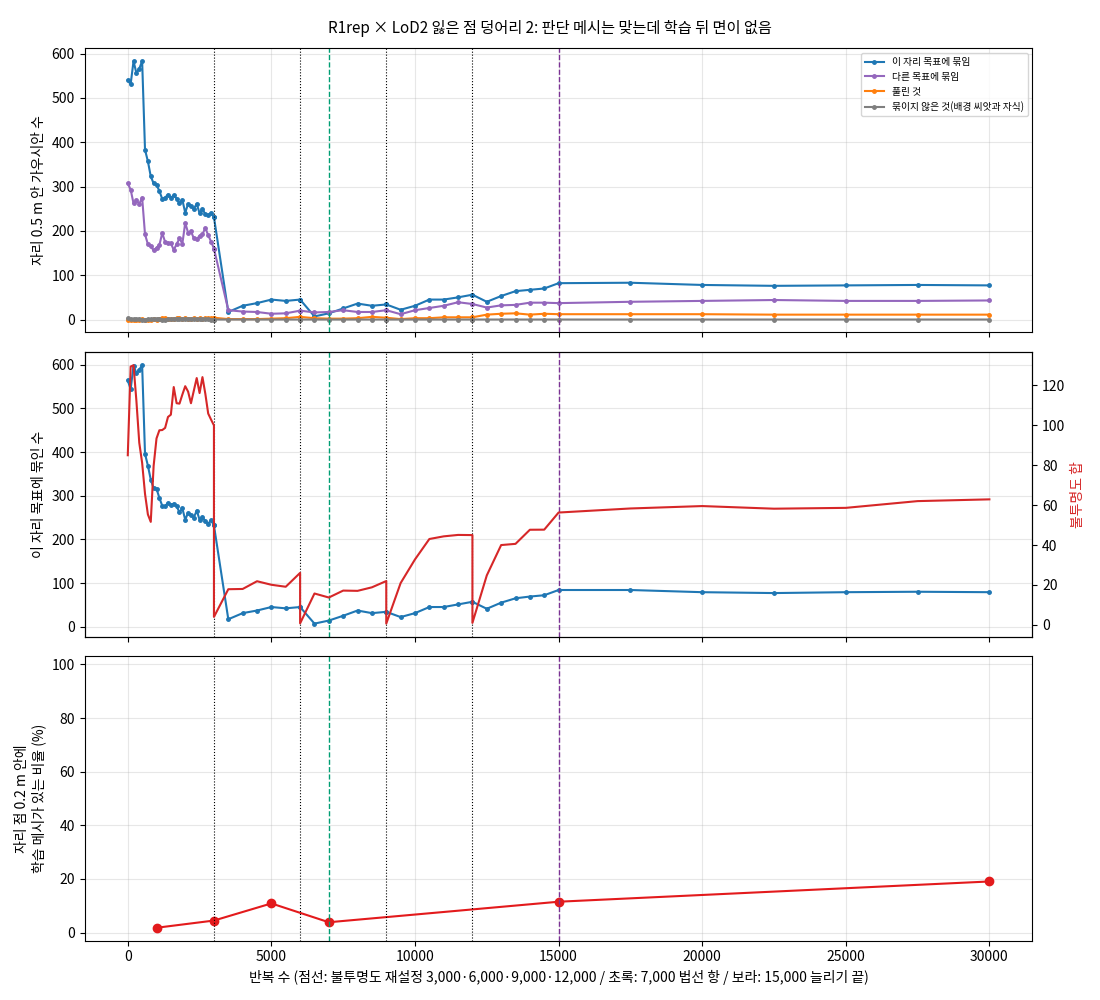 R1rep × LoD2 잃은 점 덩어리 2: 판단 메시는 맞는데 학습 뒤 면이 없음
자리 0.5 m 안 가우시안 수
600
500
400
300
200
100
0
이 자리 목표에 묶임
다른 목표에 묶임
풀린 것
묶이지 않은 것(배경 씨앗과 자식)
이 자리 목표에 묶인 수
600
500
400
300
200
100
0
120
100
80
60
40
20
0
불투명도 합
자리 점 0.2 m 안에
학습 메시가 있는 비율 (%)
100
80
60
40
20
0
0 5000 10000 15000 20000 25000 30000
반복 수 (점선: 불투명도 재설정 3,000·6,000·9,000·12,000 / 초록: 7,000 법선 항 / 보라: 15,000 늘리기 끝)